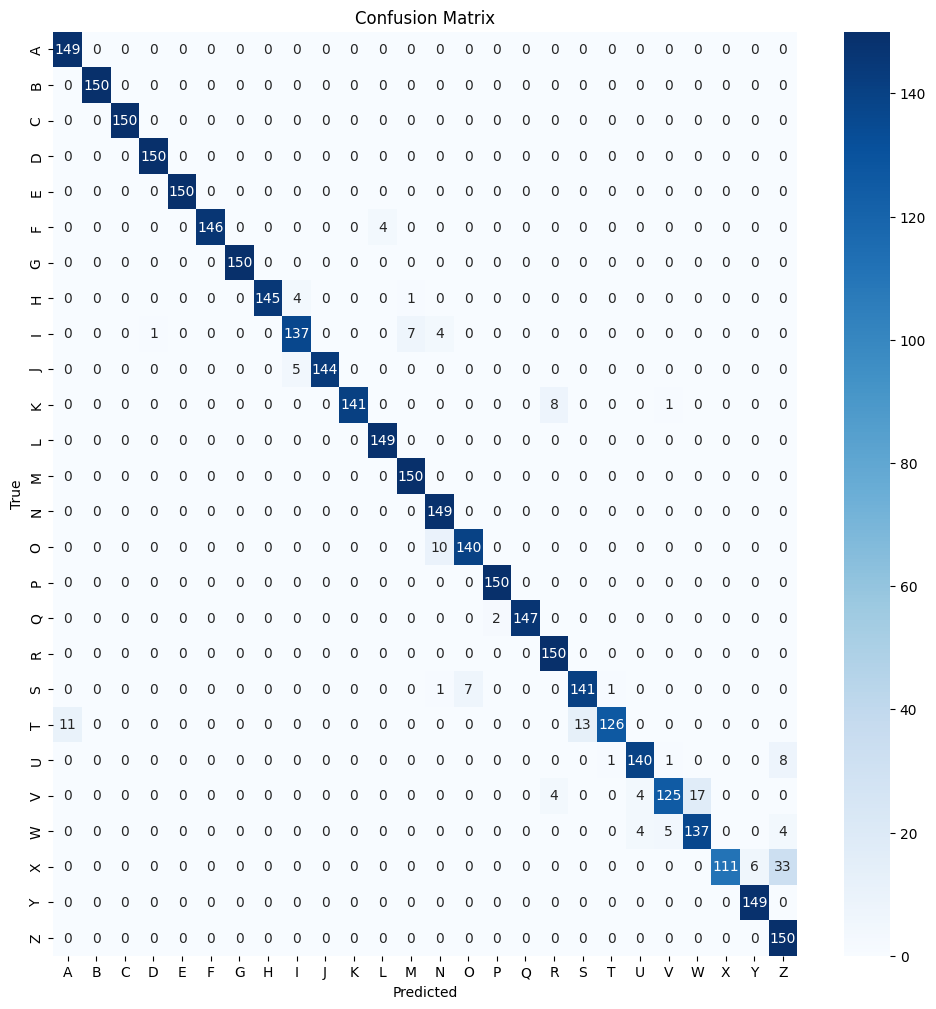 Confusion Matrix
A 149 0 0 0 0 0 0 0 0 0 0 0 0 0 0 0 0 0 0 0 0 0 0 0 0 0
B 0 150 0 0 0 0 0 0 0 0 0 0 0 0 0 0 0 0 0 0 0 0 0 0 0 0
C 0 0 150 0 0 0 0 0 0 0 0 0 0 0 0 0 0 0 0 0 0 0 0 0 0 0
D 0 0 0 150 0 0 0 0 0 0 0 0 0 0 0 0 0 0 0 0 0 0 0 0 0 0
E 0 0 0 0 150 0 0 0 0 0 0 0 0 0 0 0 0 0 0 0 0 0 0 0 0 0
F 0 0 0 0 0 146 0 0 0 0 0 4 0 0 0 0 0 0 0 0 0 0 0 0 0 0
G 0 0 0 0 0 0 150 0 0 0 0 0 0 0 0 0 0 0 0 0 0 0 0 0 0 0
H 0 0 0 0 0 0 0 145 4 0 0 0 1 0 0 0 0 0 0 0 0 0 0 0 0 0
I 0 0 0 1 0 0 0 0 137 0 0 0 7 4 0 0 0 0 0 0 0 0 0 0 0 0
J 0 0 0 0 0 0 0 0 5 144 0 0 0 0 0 0 0 0 0 0 0 0 0 0 0 0
K 0 0 0 0 0 0 0 0 0 0 141 0 0 0 0 0 0 8 0 0 0 1 0 0 0 0
L 0 0 0 0 0 0 0 0 0 0 0 149 0 0 0 0 0 0 0 0 0 0 0 0 0 0
M 0 0 0 0 0 0 0 0 0 0 0 0 150 0 0 0 0 0 0 0 0 0 0 0 0 0
N 0 0 0 0 0 0 0 0 0 0 0 0 0 149 0 0 0 0 0 0 0 0 0 0 0 0
O 0 0 0 0 0 0 0 0 0 0 0 0 0 10 140 0 0 0 0 0 0 0 0 0 0 0
P 0 0 0 0 0 0 0 0 0 0 0 0 0 0 0 150 0 0 0 0 0 0 0 0 0 0
Q 0 0 0 0 0 0 0 0 0 0 0 0 0 0 0 2 147 0 0 0 0 0 0 0 0 0
R 0 0 0 0 0 0 0 0 0 0 0 0 0 0 0 0 0 150 0 0 0 0 0 0 0 0
S 0 0 0 0 0 0 0 0 0 0 0 0 0 1 7 0 0 0 141 1 0 0 0 0 0 0
T 11 0 0 0 0 0 0 0 0 0 0 0 0 0 0 0 0 0 13 126 0 0 0 0 0 0
U 0 0 0 0 0 0 0 0 0 0 0 0 0 0 0 0 0 0 0 1 140 1 0 0 0 8
V 0 0 0 0 0 0 0 0 0 0 0 0 0 0 0 0 0 4 0 0 4 125 17 0 0 0
W 0 0 0 0 0 0 0 0 0 0 0 0 0 0 0 0 0 0 0 0 4 5 137 0 0 4
X 0 0 0 0 0 0 0 0 0 0 0 0 0 0 0 0 0 0 0 0 0 0 0 111 6 33
Y 0 0 0 0 0 0 0 0 0 0 0 0 0 0 0 0 0 0 0 0 0 0 0 0 149 0
Z 0 0 0 0 0 0 0 0 0 0 0 0 0 0 0 0 0 0 0 0 0 0 0 0 0 150
A B C D E F G H I J K L M N O P Q R S T U V W X Y Z
Predicted
True
140
120
100
80
60
40
20
0